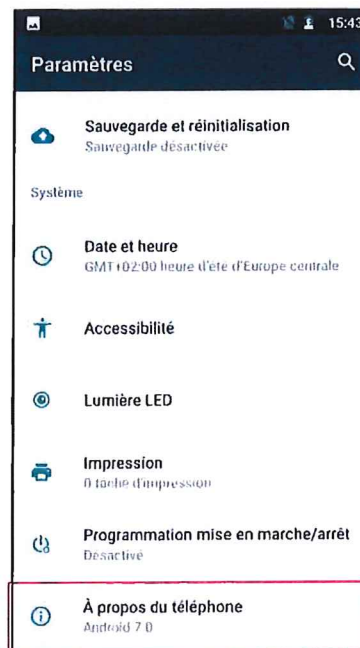 15:43
Paramètres
Sauvegarde et réinitialisation
Sauvegarde désactivée
Système
Date et heure
GMT+02:00 heure d'été d'Europe centrale
Accessibilité
Lumière LED
Impression
0 tâche d'impression
Programmation mise en marche/arrêt
Désactivé
À propos du téléphone
Android 7.0